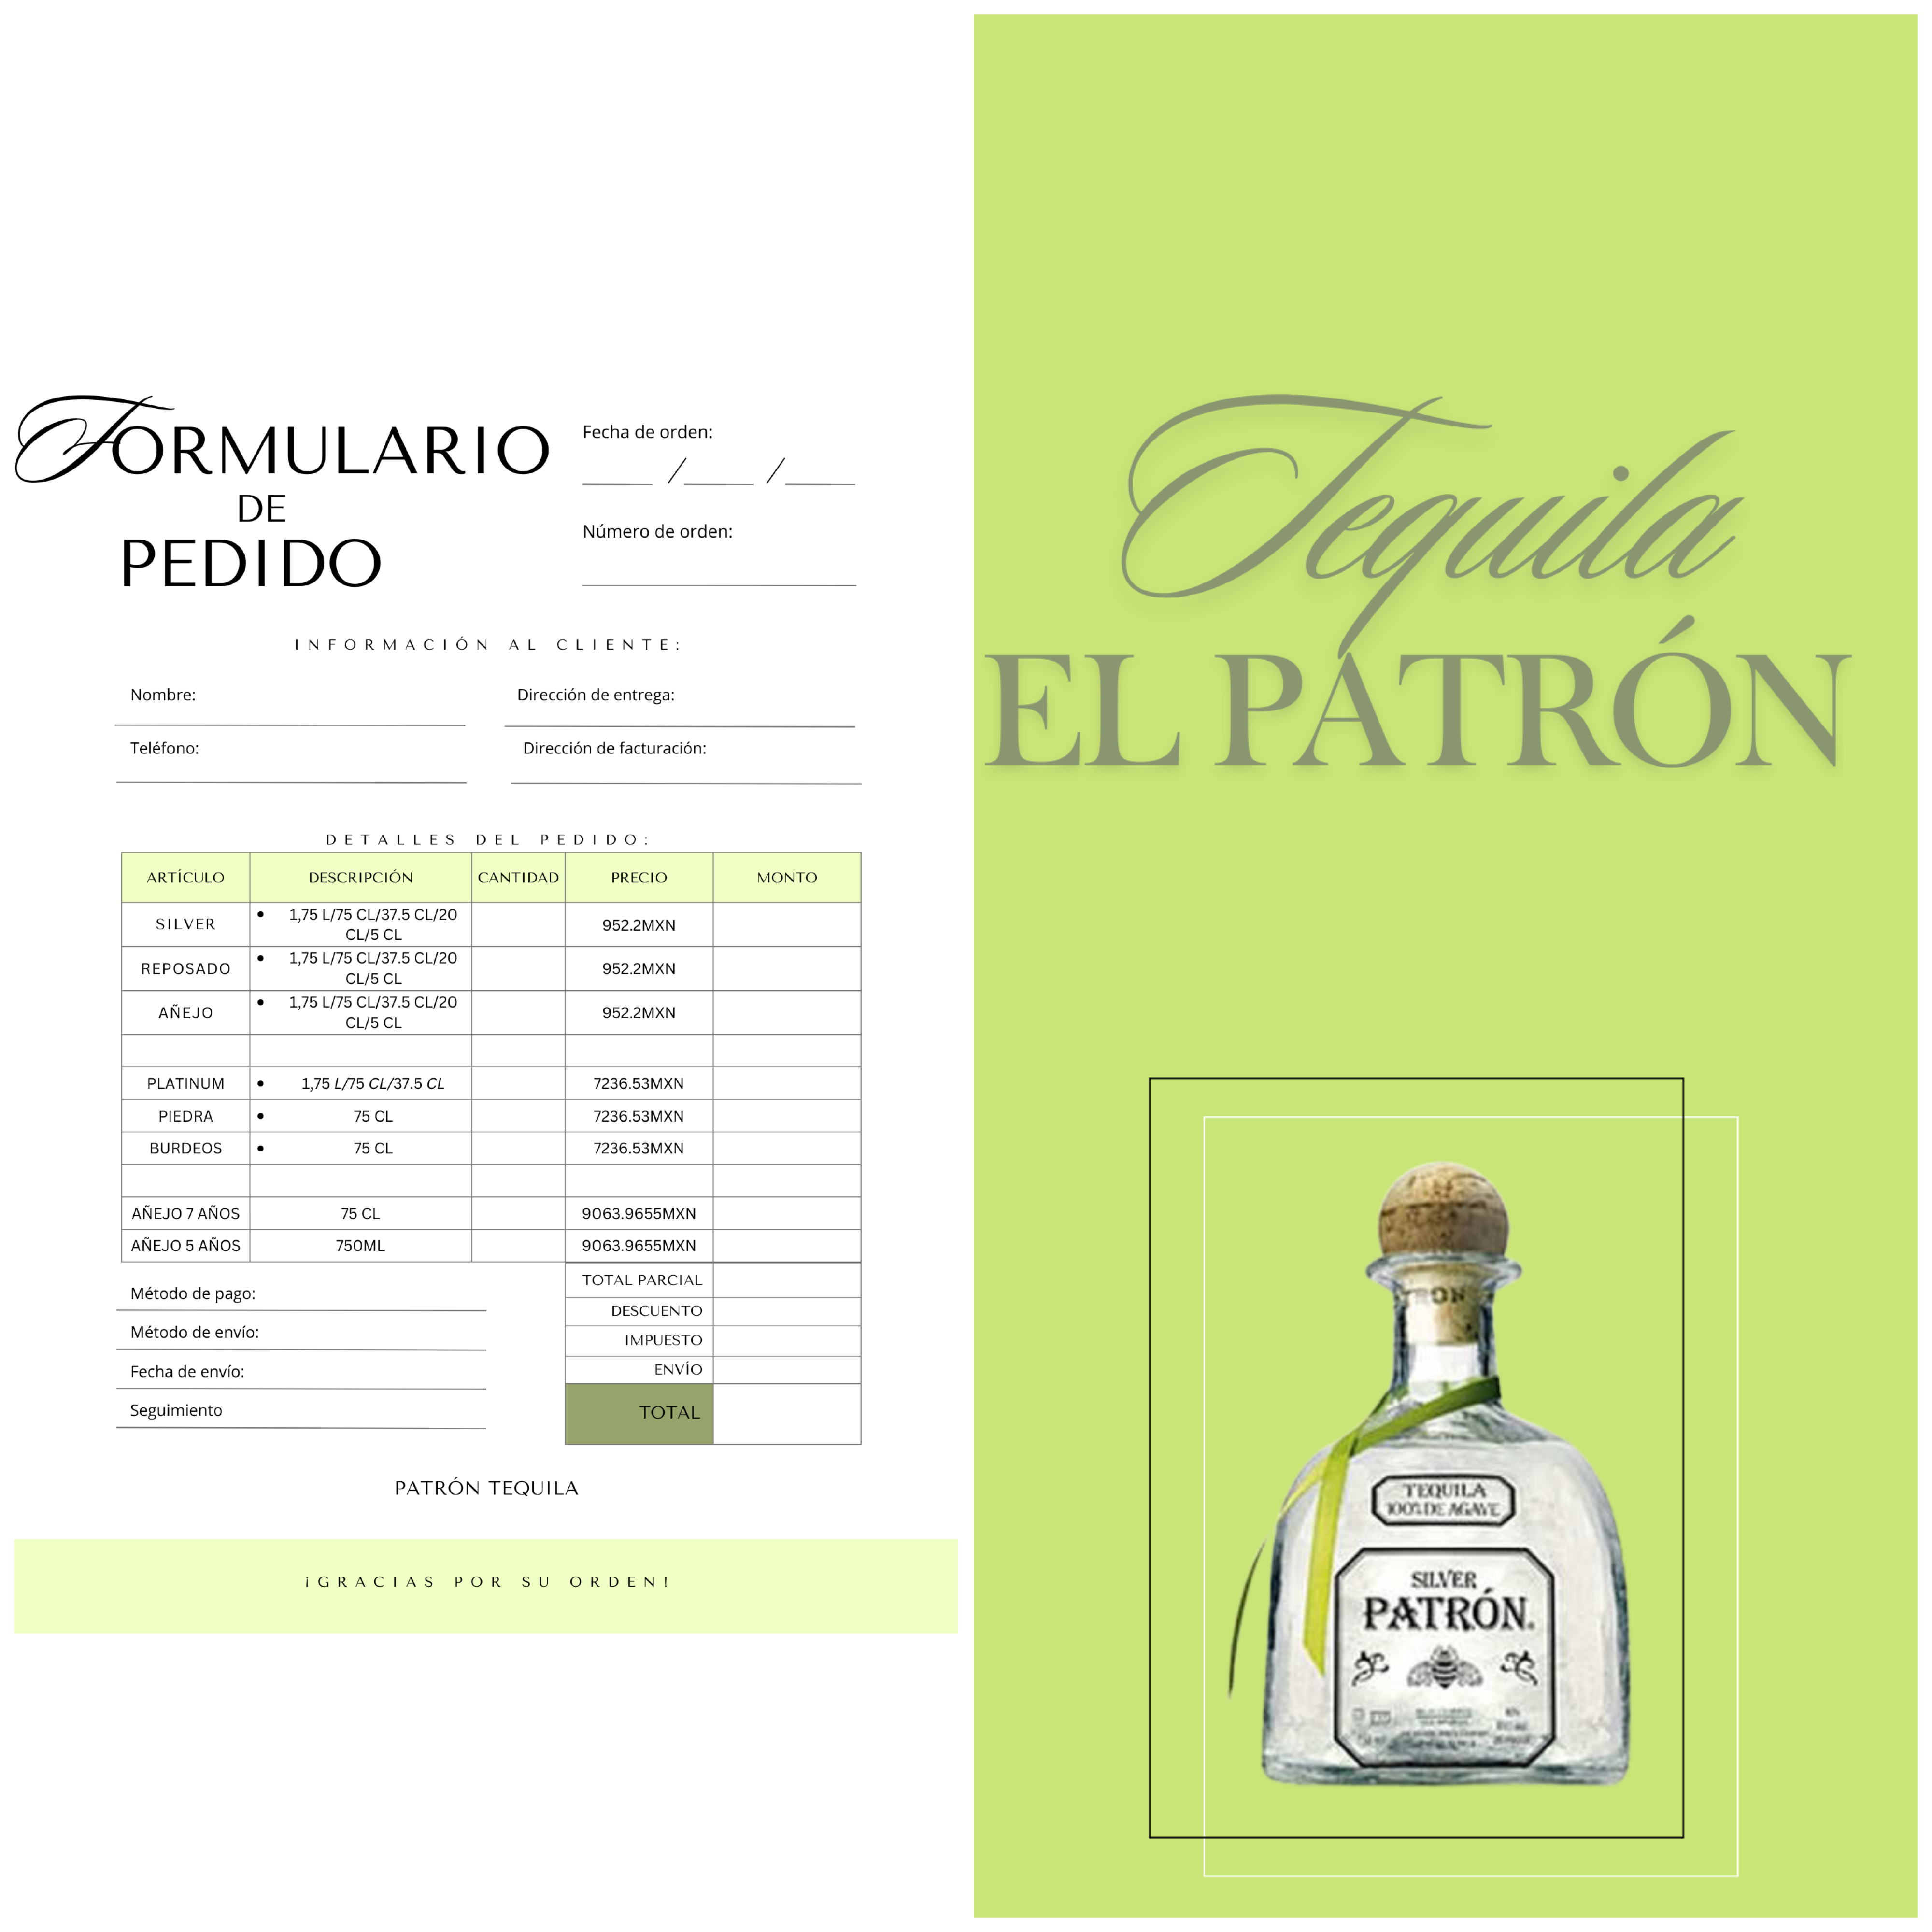 FORMULARIO
DE
PEDIDO
Fecha de orden:
____ /____ /____
Número de orden:
INFORMACIÓN AL CLIENTE:
Nombre:
Dirección de entrega:
Teléfono:
Dirección de facturación:
DETALLES DEL PEDIDO:
ARTÍCULO DESCRIPCIÓN CANTIDAD PRECIO MONTO
SILVER • 1,75 L/75 CL/37.5 CL/20 CL/5 CL 952.2MXN
REPOSADO • 1,75 L/75 CL/37.5 CL/20 CL/5 CL 952.2MXN
AÑEJO • 1,75 L/75 CL/37.5 CL/20 CL/5 CL 952.2MXN
PLATINUM • 1,75 L/75 CL/37.5 CL 7236.53MXN
PIEDRA • 75 CL 7236.53MXN
BURDEOS • 75 CL 7236.53MXN
AÑEJO 7 AÑOS 75 CL 9063.9655MXN
AÑEJO 5 AÑOS 750ML 9063.9655MXN
TOTAL PARCIAL
DESCUENTO
IMPUESTO
ENVÍO
TOTAL
Método de pago:
Método de envío:
Fecha de envío:
Seguimiento
PATRÓN TEQUILA
¡GRACIAS POR SU ORDEN!
Tequila
EL PATRÓN
TRON
TEQUILA
100% DE AGAVE
SILVER
PATRÓN